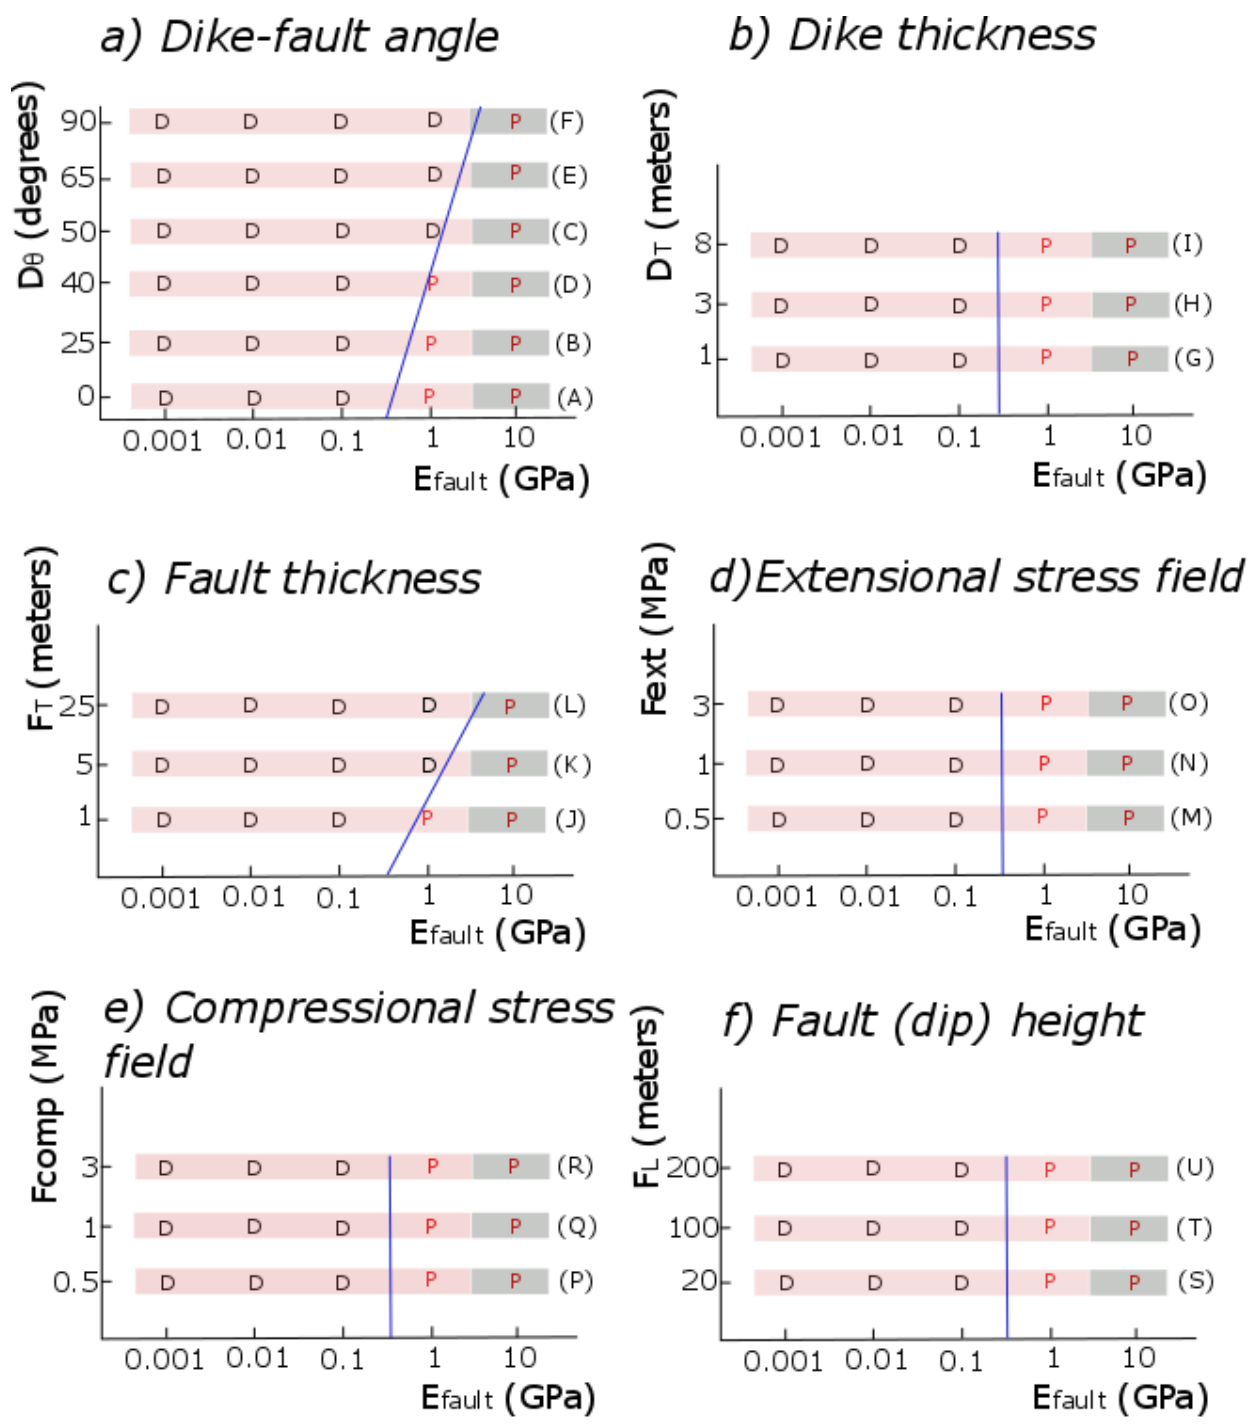 a) Dike-fault angle
Dθ (degrees)
90 D D D D P (F)
65 D D D D P (E)
50 D D D D P (C)
40 D D D P P (D)
25 D D D P P (B)
0 D D D P P (A)
0.001 0.01 0.1 1 10
Efault (GPa)
b) Dike thickness
DT (meters)
8 D D D P P (I)
3 D D D P P (H)
1 D D D P P (G)
0.001 0.01 0.1 1 10
Efault (GPa)
c) Fault thickness
FT (meters)
25 D D D D P (L)
5 D D D D P (K)
1 D D D P P (J)
0.001 0.01 0.1 1 10
Efault (GPa)
d)Extensional stress field
Fext (MPa)
3 D D D P P (O)
1 D D D P P (N)
0.5 D D D P P (M)
0.001 0.01 0.1 1 10
Efault (GPa)
e) Compressional stress
field
Fcomp (MPa)
3 D D D P P (R)
1 D D D P P (Q)
0.5 D D D P P (P)
0.001 0.01 0.1 1 10
Efault (GPa)
f) Fault (dip) height
FL (meters)
200 D D D P P (U)
100 D D D P P (T)
20 D D D P P (S)
0.001 0.01 0.1 1 10
Efault (GPa)